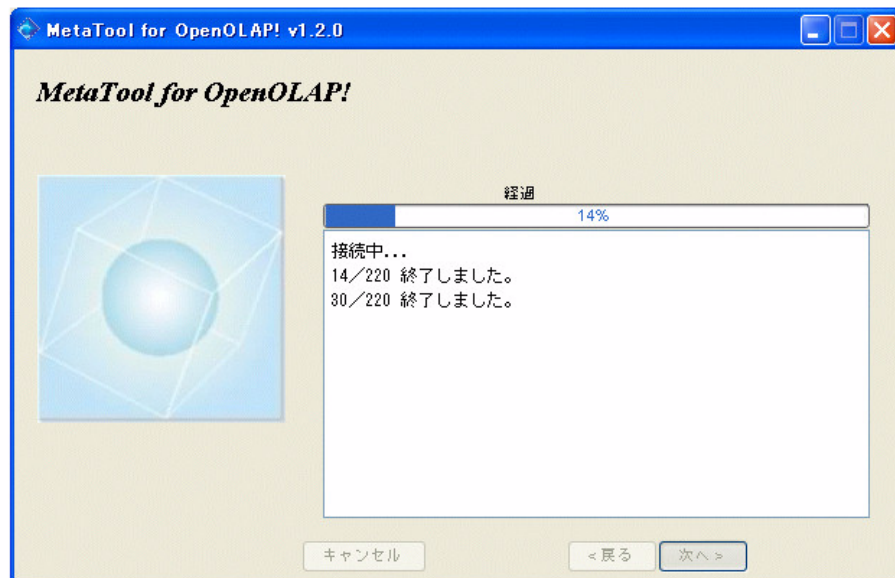 MetaTool for OpenOLAP! v1.2.0
MetaTool for OpenOLAP!
経過
14%
接続中...
14／220 終了しました。
30／220 終了しました。
キャンセル
<戻る
次へ>